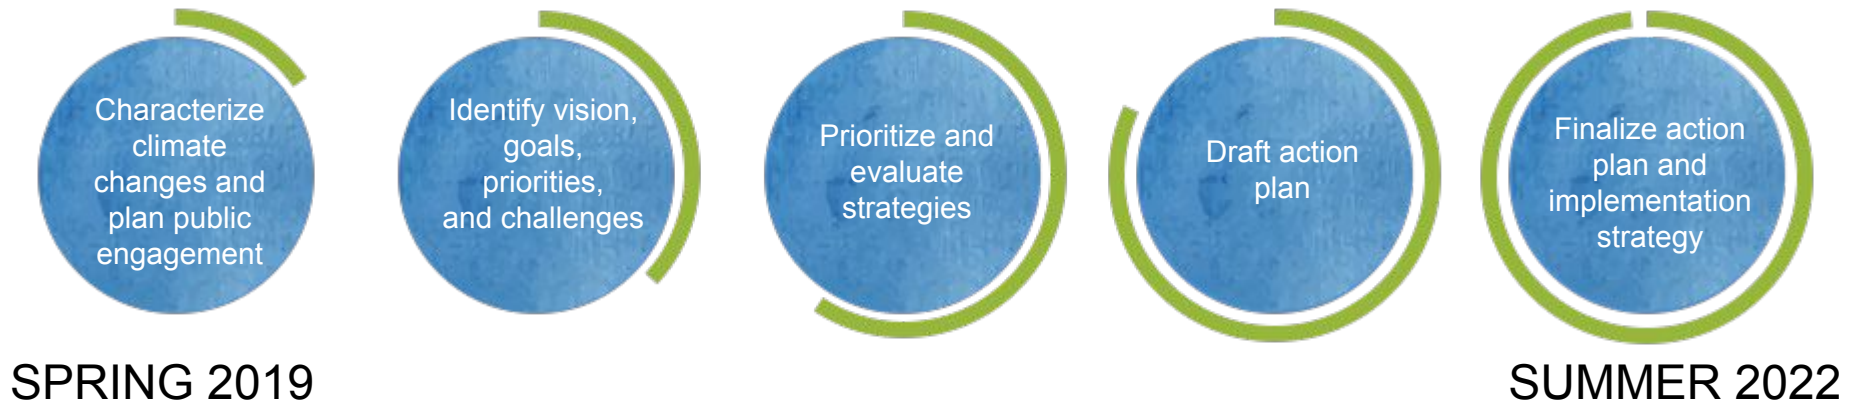 Characterize
climate
changes and
plan public
engagement
Identify vision,
goals,
priorities,
and challenges
Prioritize and
evaluate
strategies
Draft action
plan
Finalize action
plan and
implementation
strategy
SPRING 2019
SUMMER 2022